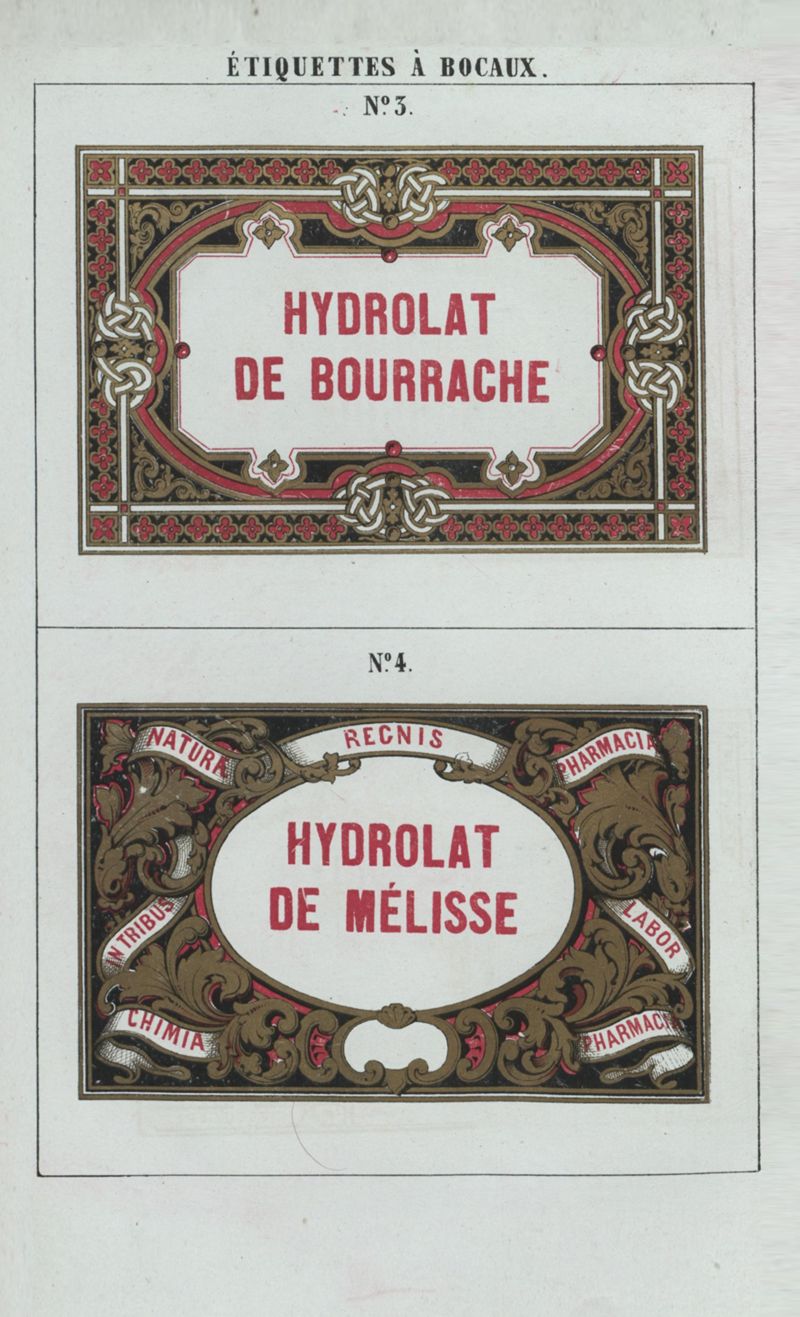 ÉTIQUETTES À BOCAUX.
Nº 3.
HYDROLAT
DE BOURRACHE
Nº 4.
NATURA
REGNIS
PHARMACIA
HYDROLAT
DE MÉLISSE
IN TRIBUS
LABOR
CHIMIA
PHARMACI